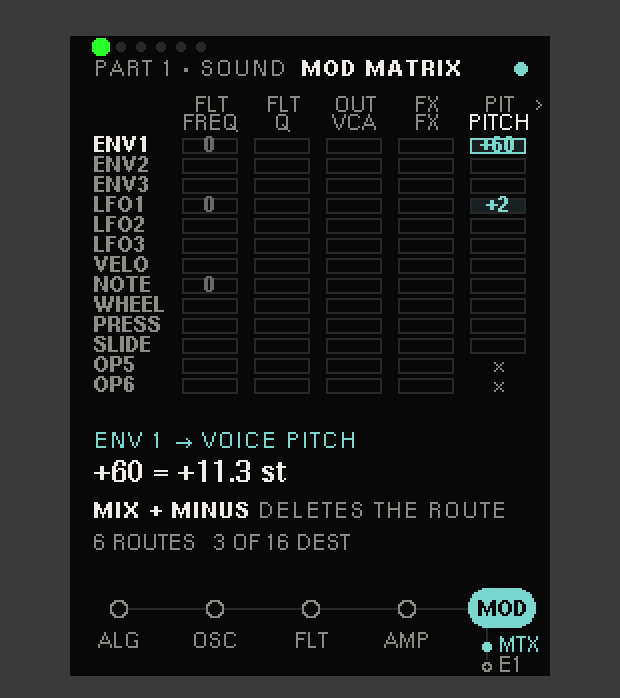 PART 1 · SOUND MOD MATRIX
FLT FLT OUT FX PIT >
FREQ Q VCA FX PITCH
ENV1 0 +60
ENV2
ENV3
LFO1 0 +2
LFO2
LFO3
VELO
NOTE 0
WHEEL
PRESS
SLIDE
OP5 ×
OP6 ×
ENV 1 → VOICE PITCH
+60 = +11.3 st
MIX + MINUS DELETES THE ROUTE
6 ROUTES 3 OF 16 DEST
MOD
ALG OSC FLT AMP
MTX
E1